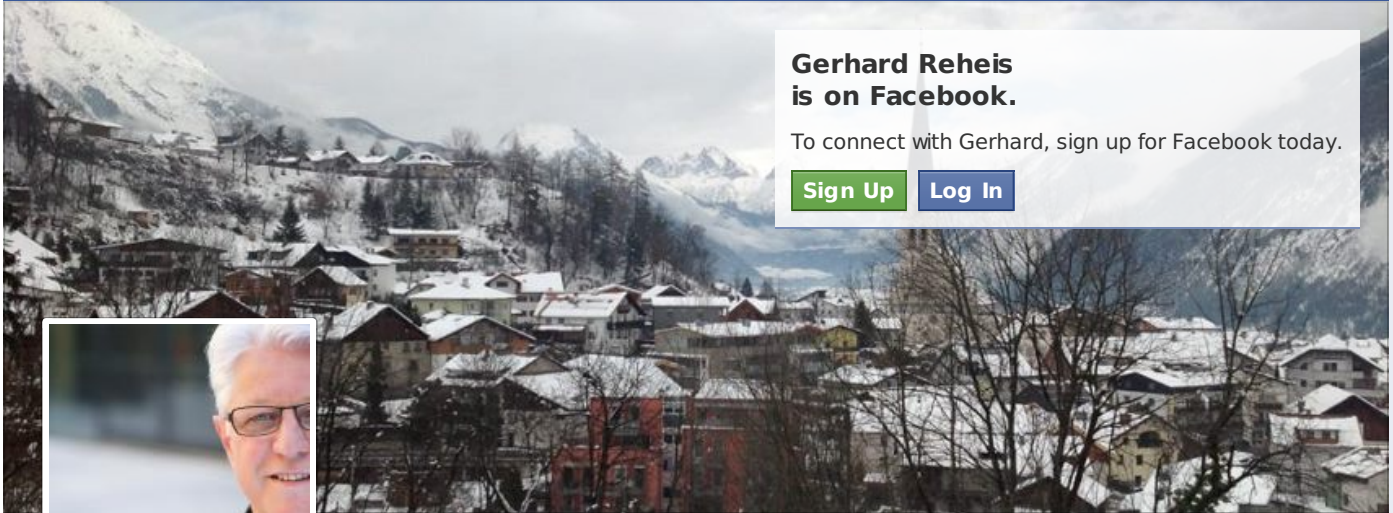 Gerhard Reheis
is on Facebook.
To connect with Gerhard, sign up for Facebook today.
Sign Up Log In